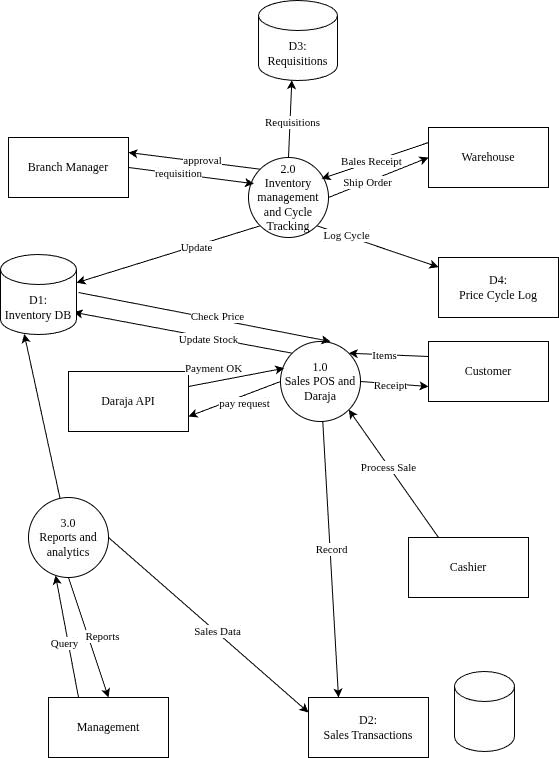 D3:
Requisitions
Requisitions
Branch Manager
approval
requisition
2.0
Inventory
management
and Cycle
Tracking
Bales Receipt
Ship Order
Warehouse
Log Cycle
D4:
Price Cycle Log
Update
D1:
Inventory DB
Check Price
Update Stock
Payment OK
pay request
Daraja API
1.0
Sales POS and
Daraja
Items
Receipt
Customer
Process Sale
Cashier
3.0
Reports and
analytics
Record
Sales Data
Query
Reports
Management
D2:
Sales Transactions